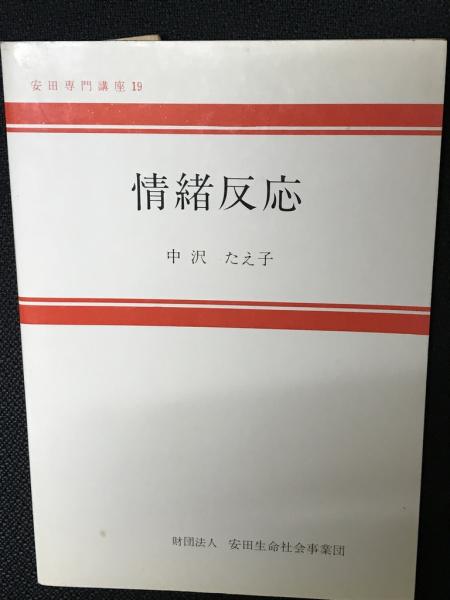 安田専門講座19
情緒反応
中沢 たえ子
財団法人 安田生命社会事業団